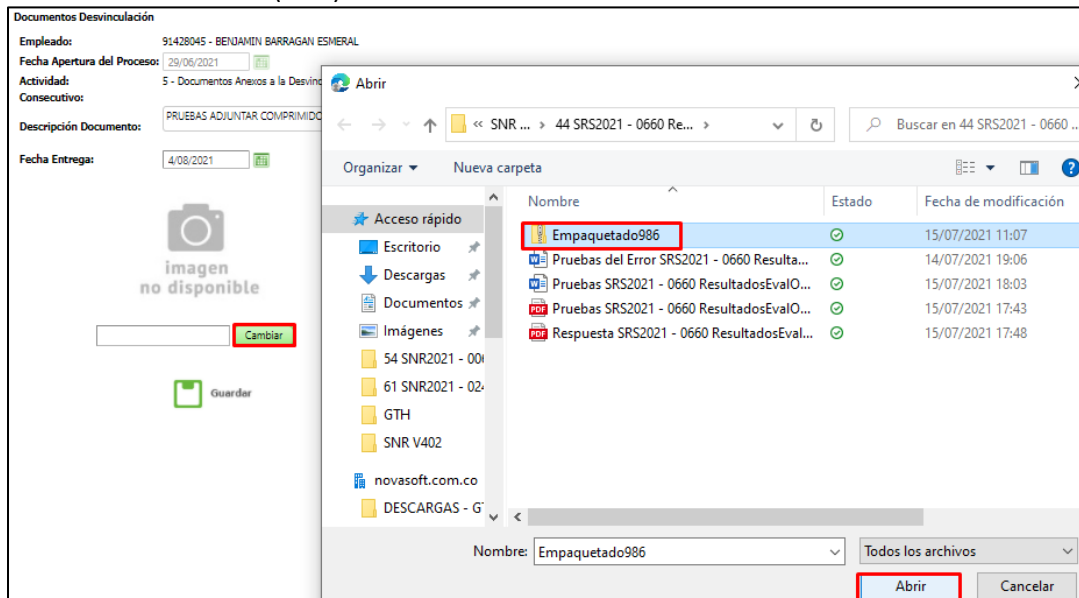 Documentos Desvinculación
Empleado: 91428045 - BENJAMIN BARRAGAN ESMERAL
Fecha Apertura del Proceso: 29/06/2021
Actividad: 5 - Documentos Anexos a la Desvinc
Consecutivo:
Descripción Documento: PRUEBAS ADJUNTAR COMPRIMIDO
Fecha Entrega: 4/08/2021
imagen
no disponible
Cambiar
Guardar
Abrir
« SNR ... › 44 SRS2021 - 0660 Re... ›
Buscar en 44 SRS2021 - 0660 ...
Organizar
Nueva carpeta
Nombre Estado Fecha de modificación
Acceso rápido
Escritorio
Descargas
Documentos
Imágenes
54 SNR2021 - 00
61 SNR2021 - 02
GTH
SNR V402
novasoft.com.co
DESCARGAS - G
Empaquetado986 15/07/2021 11:07
Pruebas del Error SRS2021 - 0660 Resulta... 14/07/2021 19:06
Pruebas SRS2021 - 0660 ResultadosEvalO... 15/07/2021 18:03
PDF Pruebas SRS2021 - 0660 ResultadosEvalO... 15/07/2021 17:43
PDF Respuesta SRS2021 - 0660 ResultadosEval... 15/07/2021 17:48
Nombre: Empaquetado986
Todos los archivos
Abrir
Cancelar